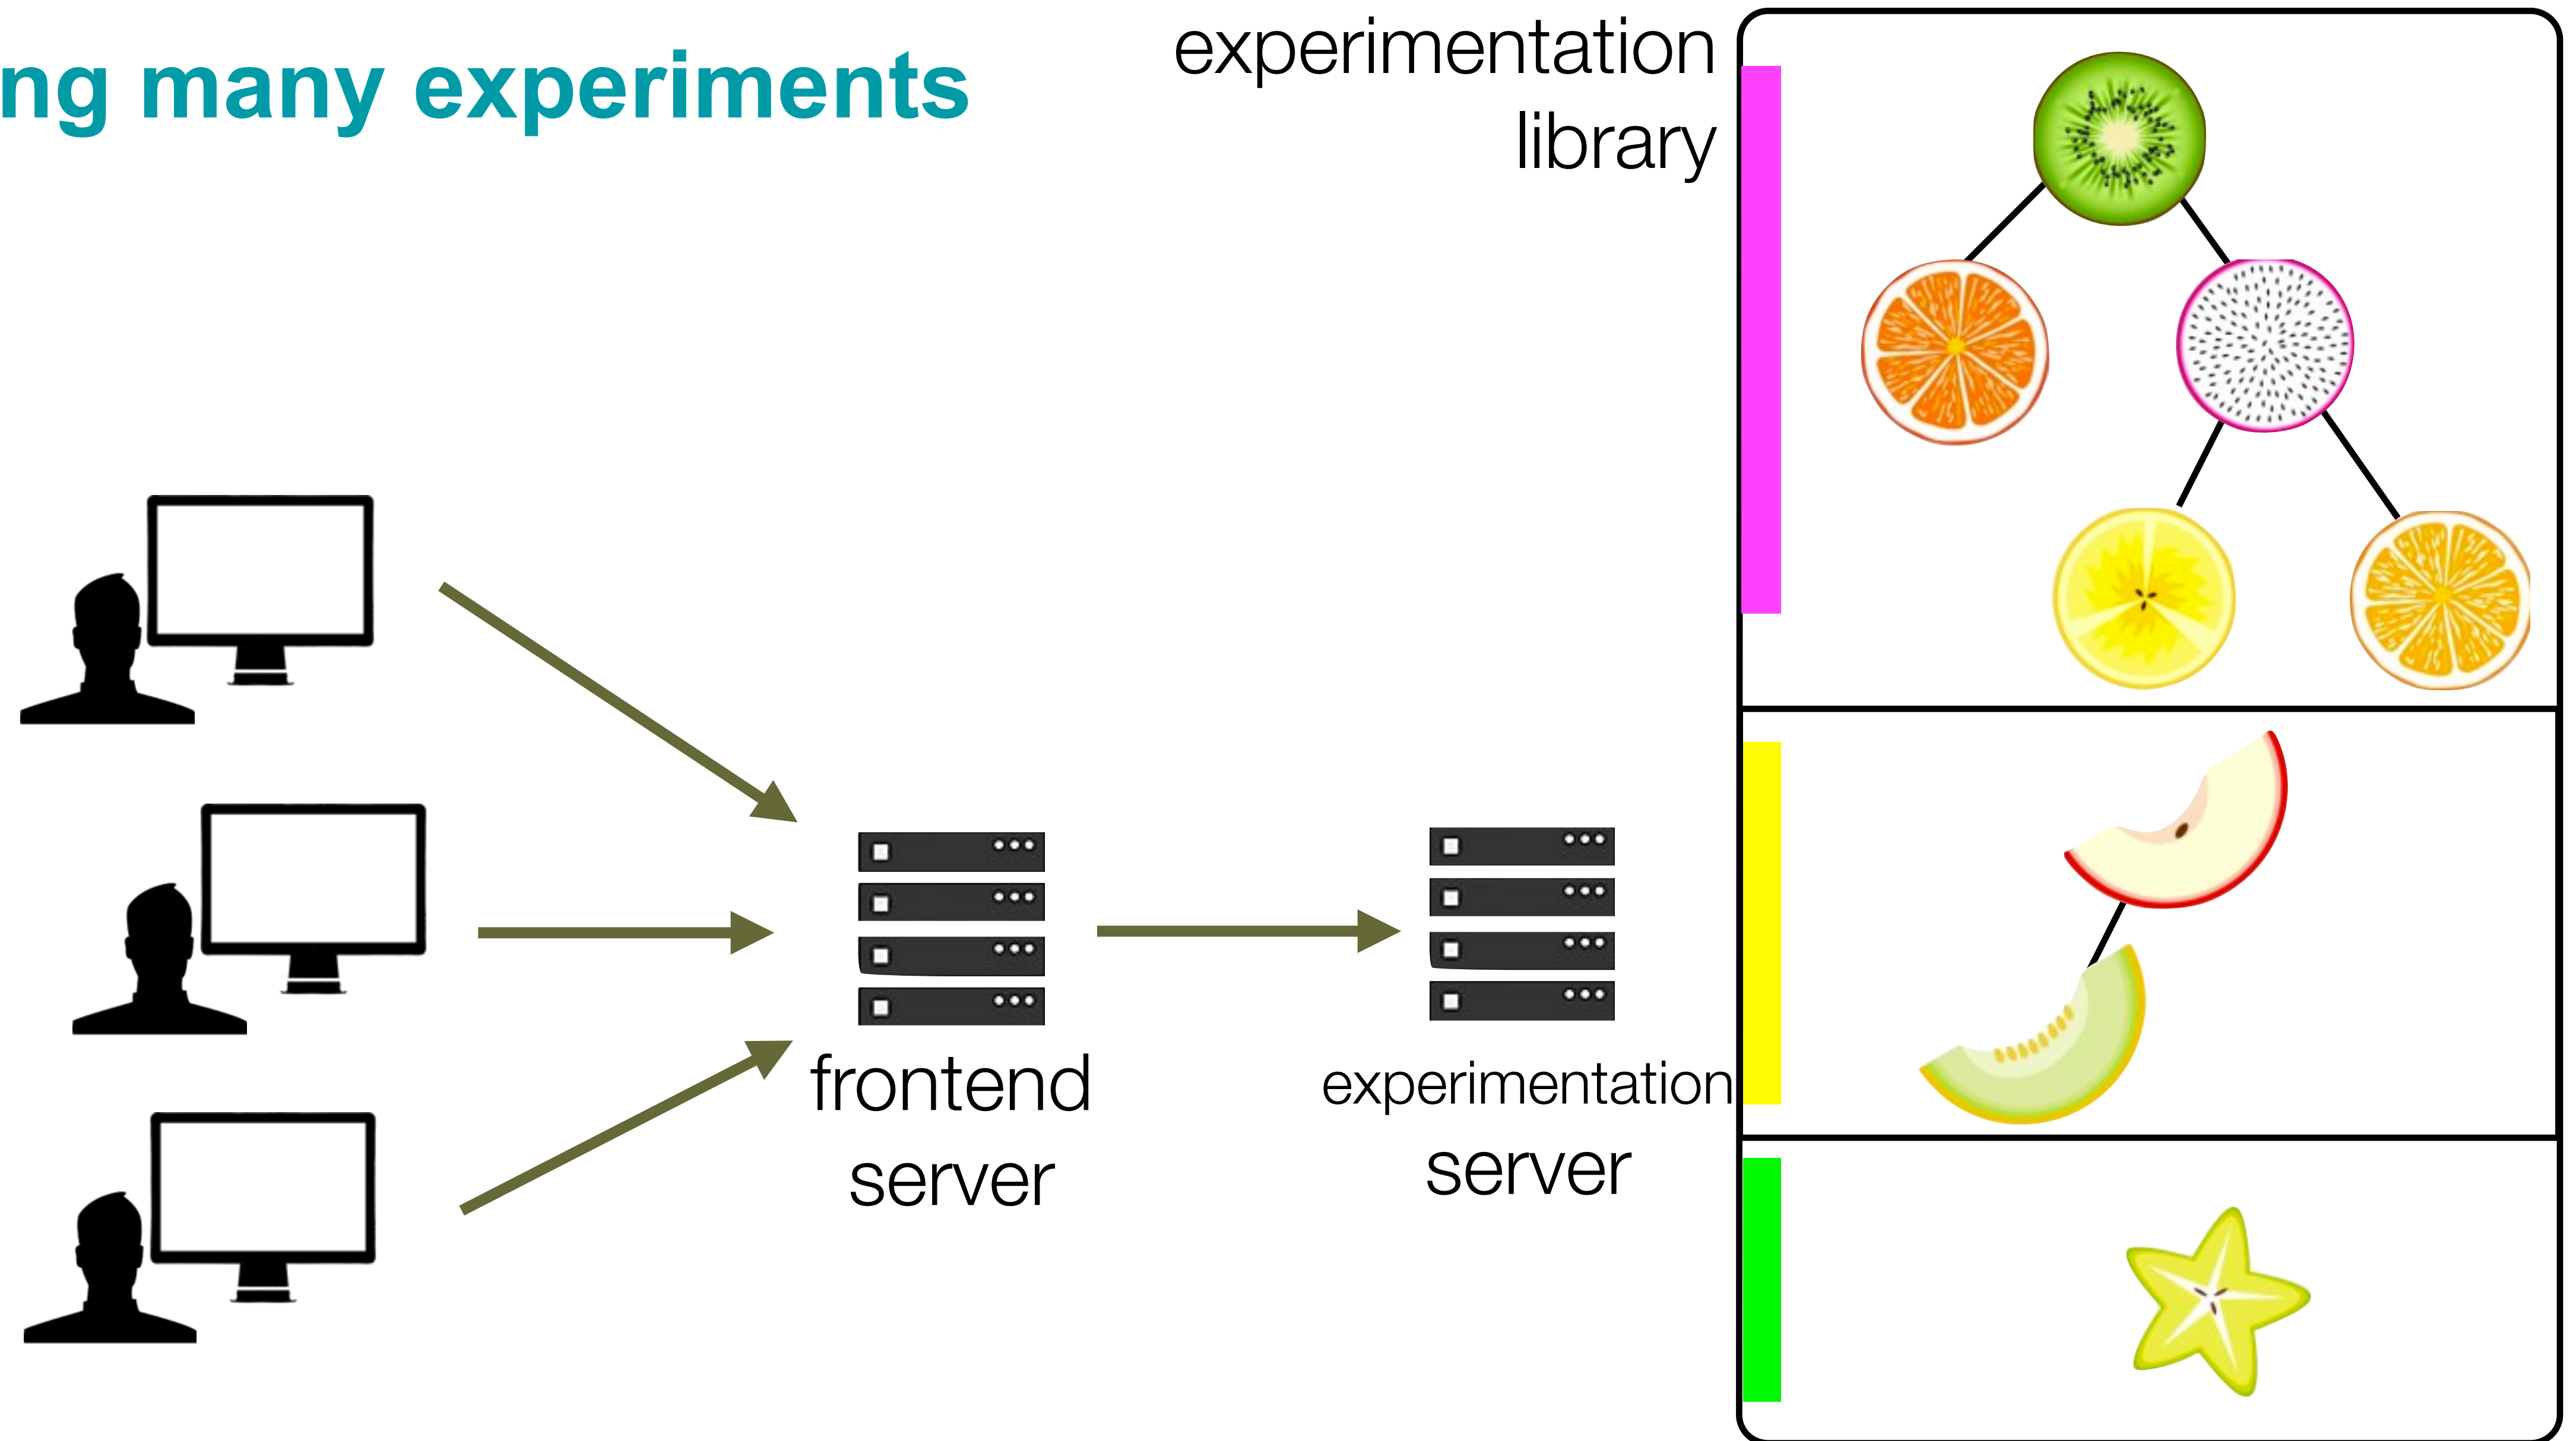 ng many experiments
experimentation
library
frontend
server
experimentation
server